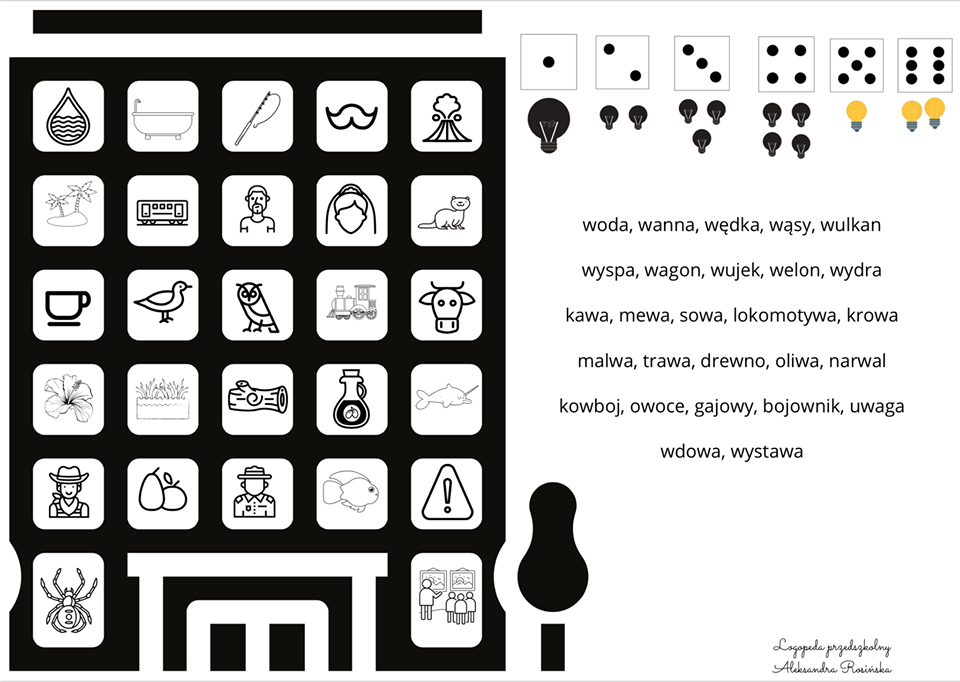 woda, wanna, wędka, wąsy, wulkan
wyspa, wagon, wujek, welon, wydra
kawa, mewa, sowa, lokomotywa, krowa
malwa, trawa, drewno, oliwa, narwal
kowboj, owoce, gajowy, bojownik, uwaga
wdowa, wystawa
Logopeda przedszkolny
Aleksandra Rosińska